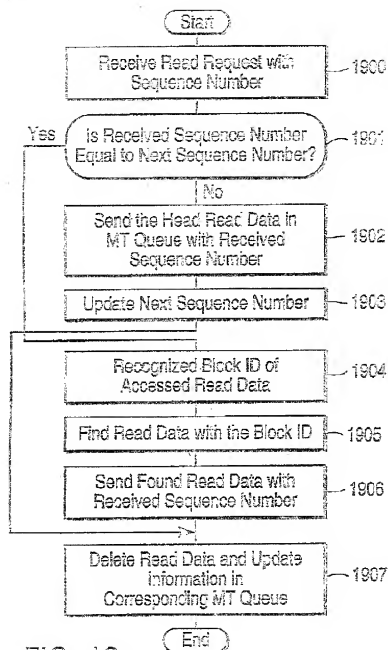 Start
Receive Read Request with
Sequence Number
1900
Yes
Is Received Sequence Number
Equal to Next Sequence Number?
1901
No
Send the Head Read Data in
MT Queue with Received
Sequence Number
1902
Update Next Sequence Number
1903
Recognized Block ID of
Accessed Read Data
1904
Find Read Data with the Block ID
1905
Send Found Read Data with
Received Sequence Number
1906
Delete Read Data and Update
Information in
Corresponding MT Queue
1907
End